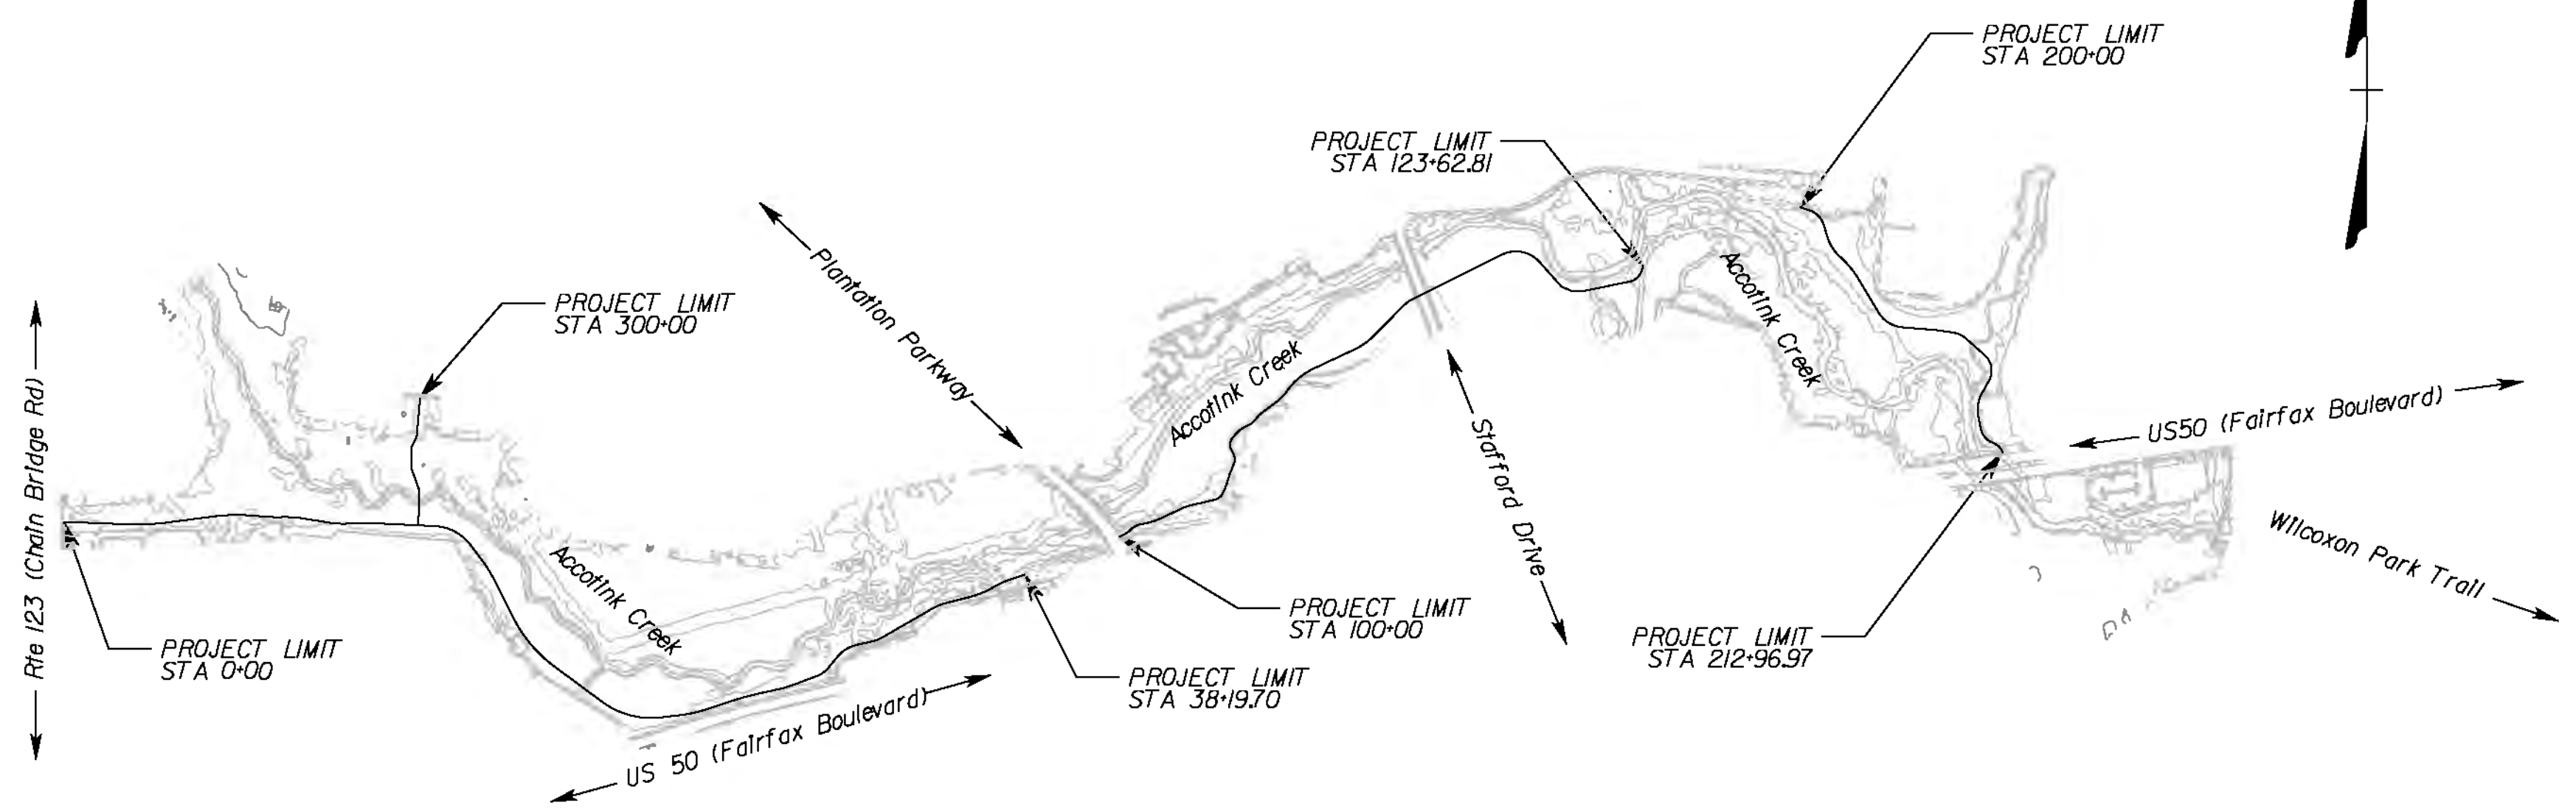 PROJECT LIMIT
STA 200+00
PROJECT LIMIT
STA 123+62.81
Plantation Parkway
PROJECT LIMIT
STA 300+00
Accotink Creek
Accotink Creek
Rte 123 (Chain Bridge Rd)
US50 (Fairfax Boulevard)
Stafford Drive
Wilcoxon Park Trail
Accotink Creek
PROJECT LIMIT
STA 0+00
PROJECT LIMIT
STA 100+00
PROJECT LIMIT
STA 212+96.97
PROJECT LIMIT
STA 38+19.70
US 50 (Fairfax Boulevard)